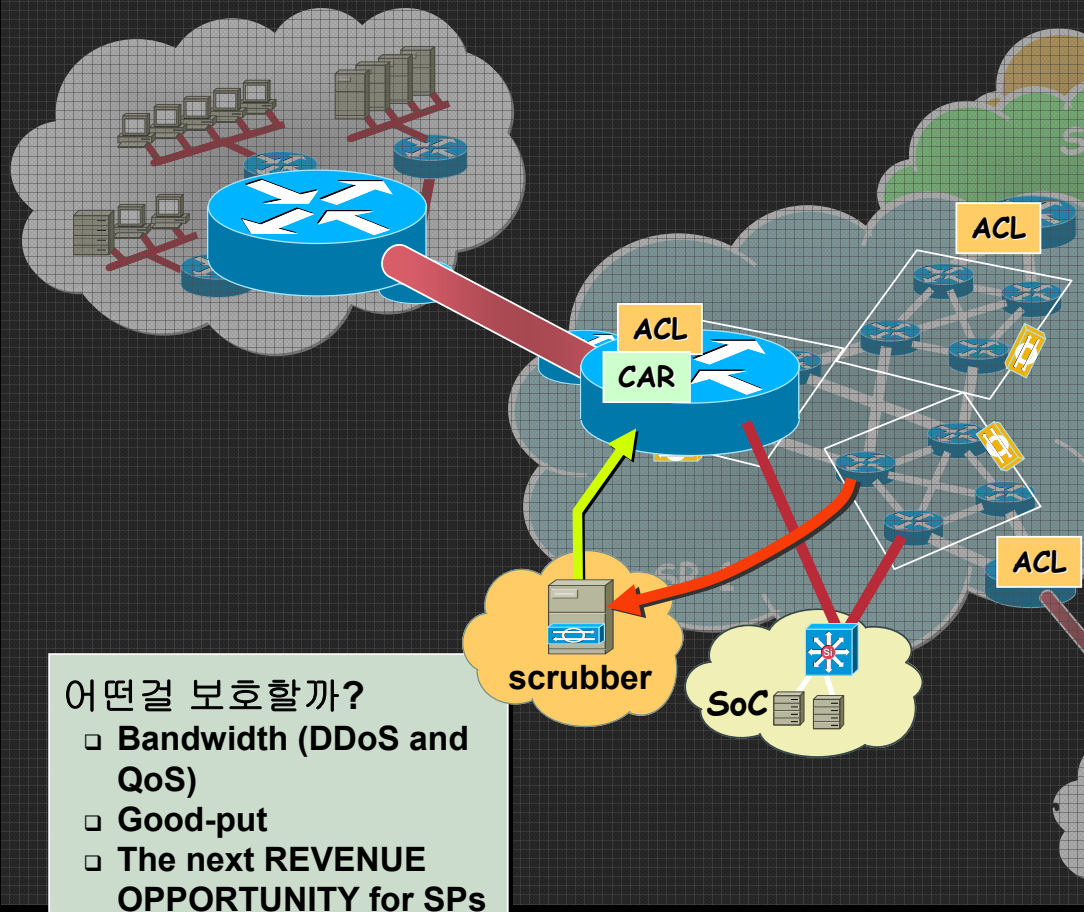 ACL
ACL
CAR
ACL
scrubber
SoC
어떤걸 보호할까?
Bandwidth (DDoS and
QoS)
Good-put
The next REVENUE
OPPORTUNITY for SPs